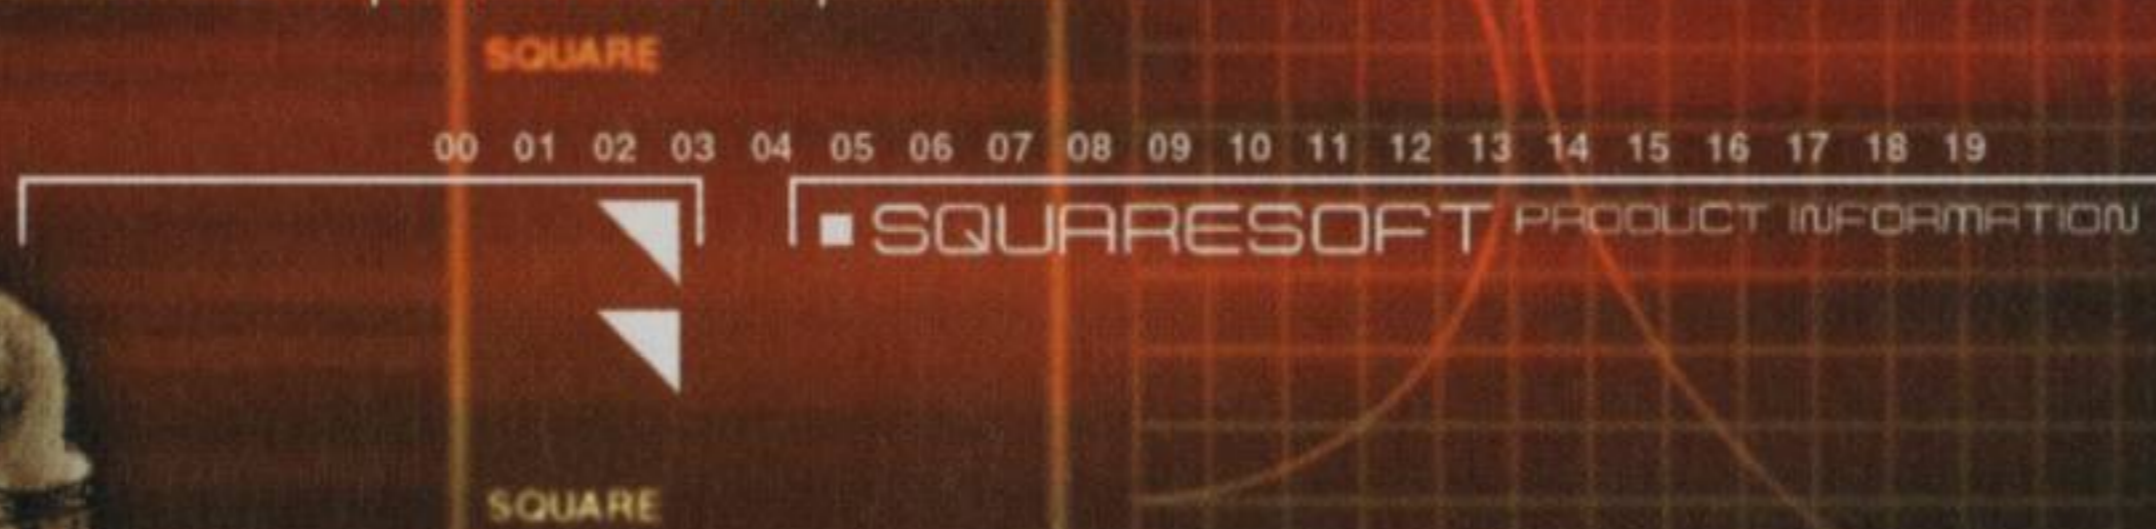 SQUARE
00 01 02 03 04 05 06 07 08 09 10 11 12 13 14 15 16 17 18 19
SQUARESOFT PRODUCT INFORMATION
SQUARE